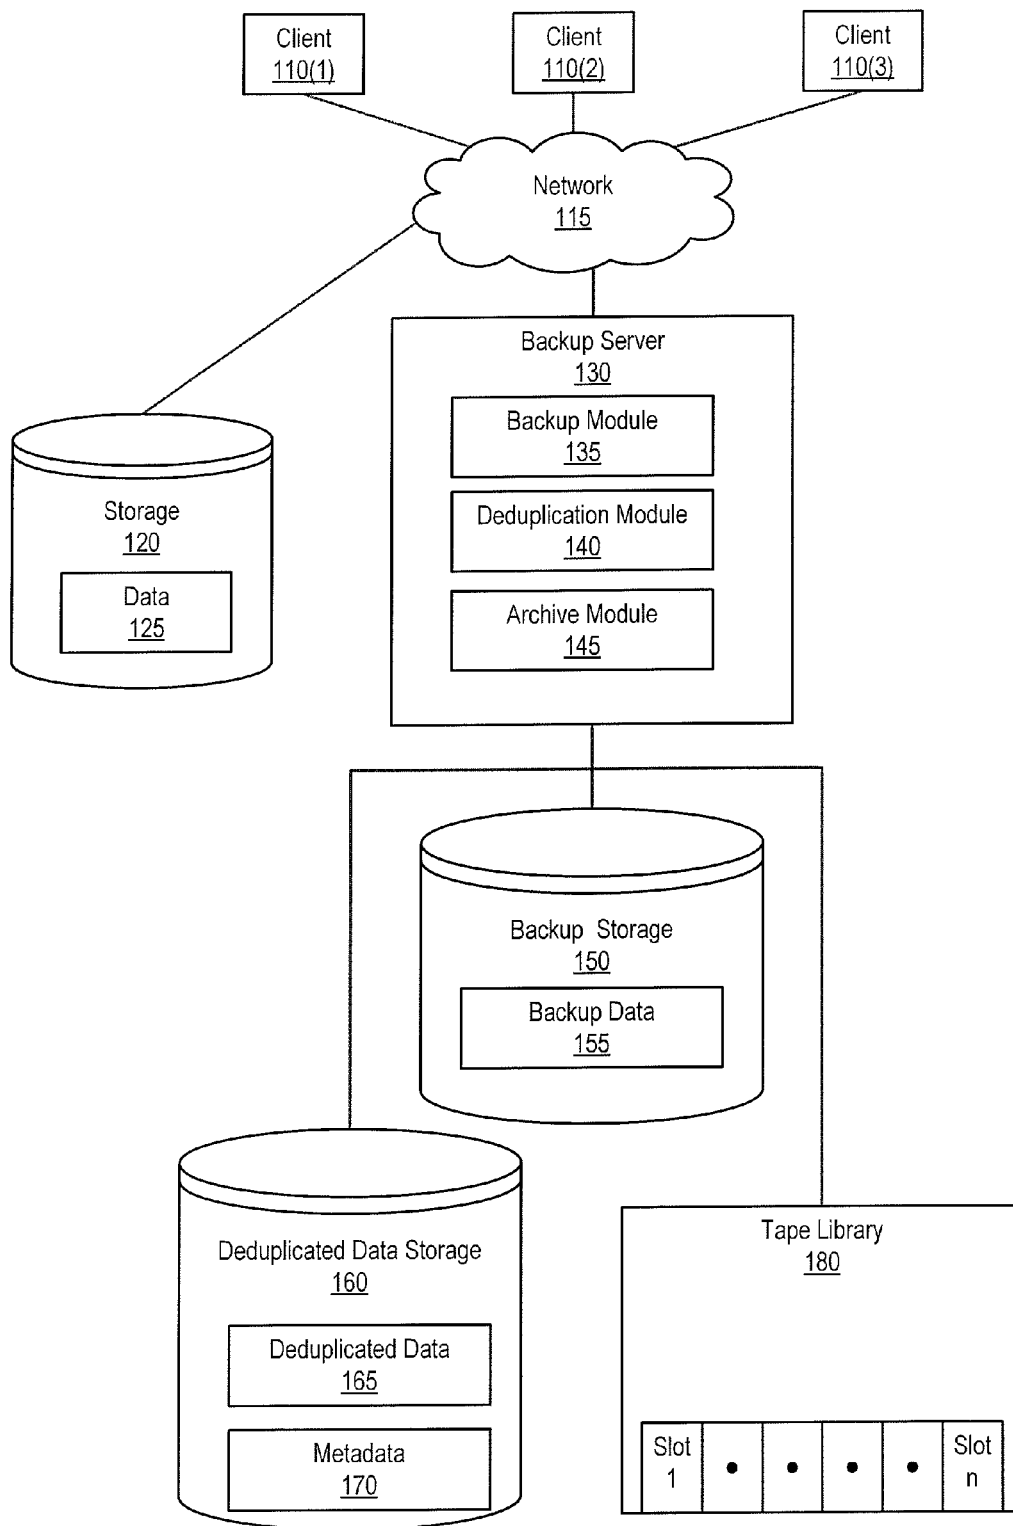 Client
110(1)
Client
110(2)
Client
110(3)
Network
115
Backup Server
130
Backup Module
135
Deduplication Module
140
Archive Module
145
Storage
120
Data
125
Backup Storage
150
Backup Data
155
Deduplicated Data Storage
160
Deduplicated Data
165
Metadata
170
Tape Library
180
Slot
1
Slot
n